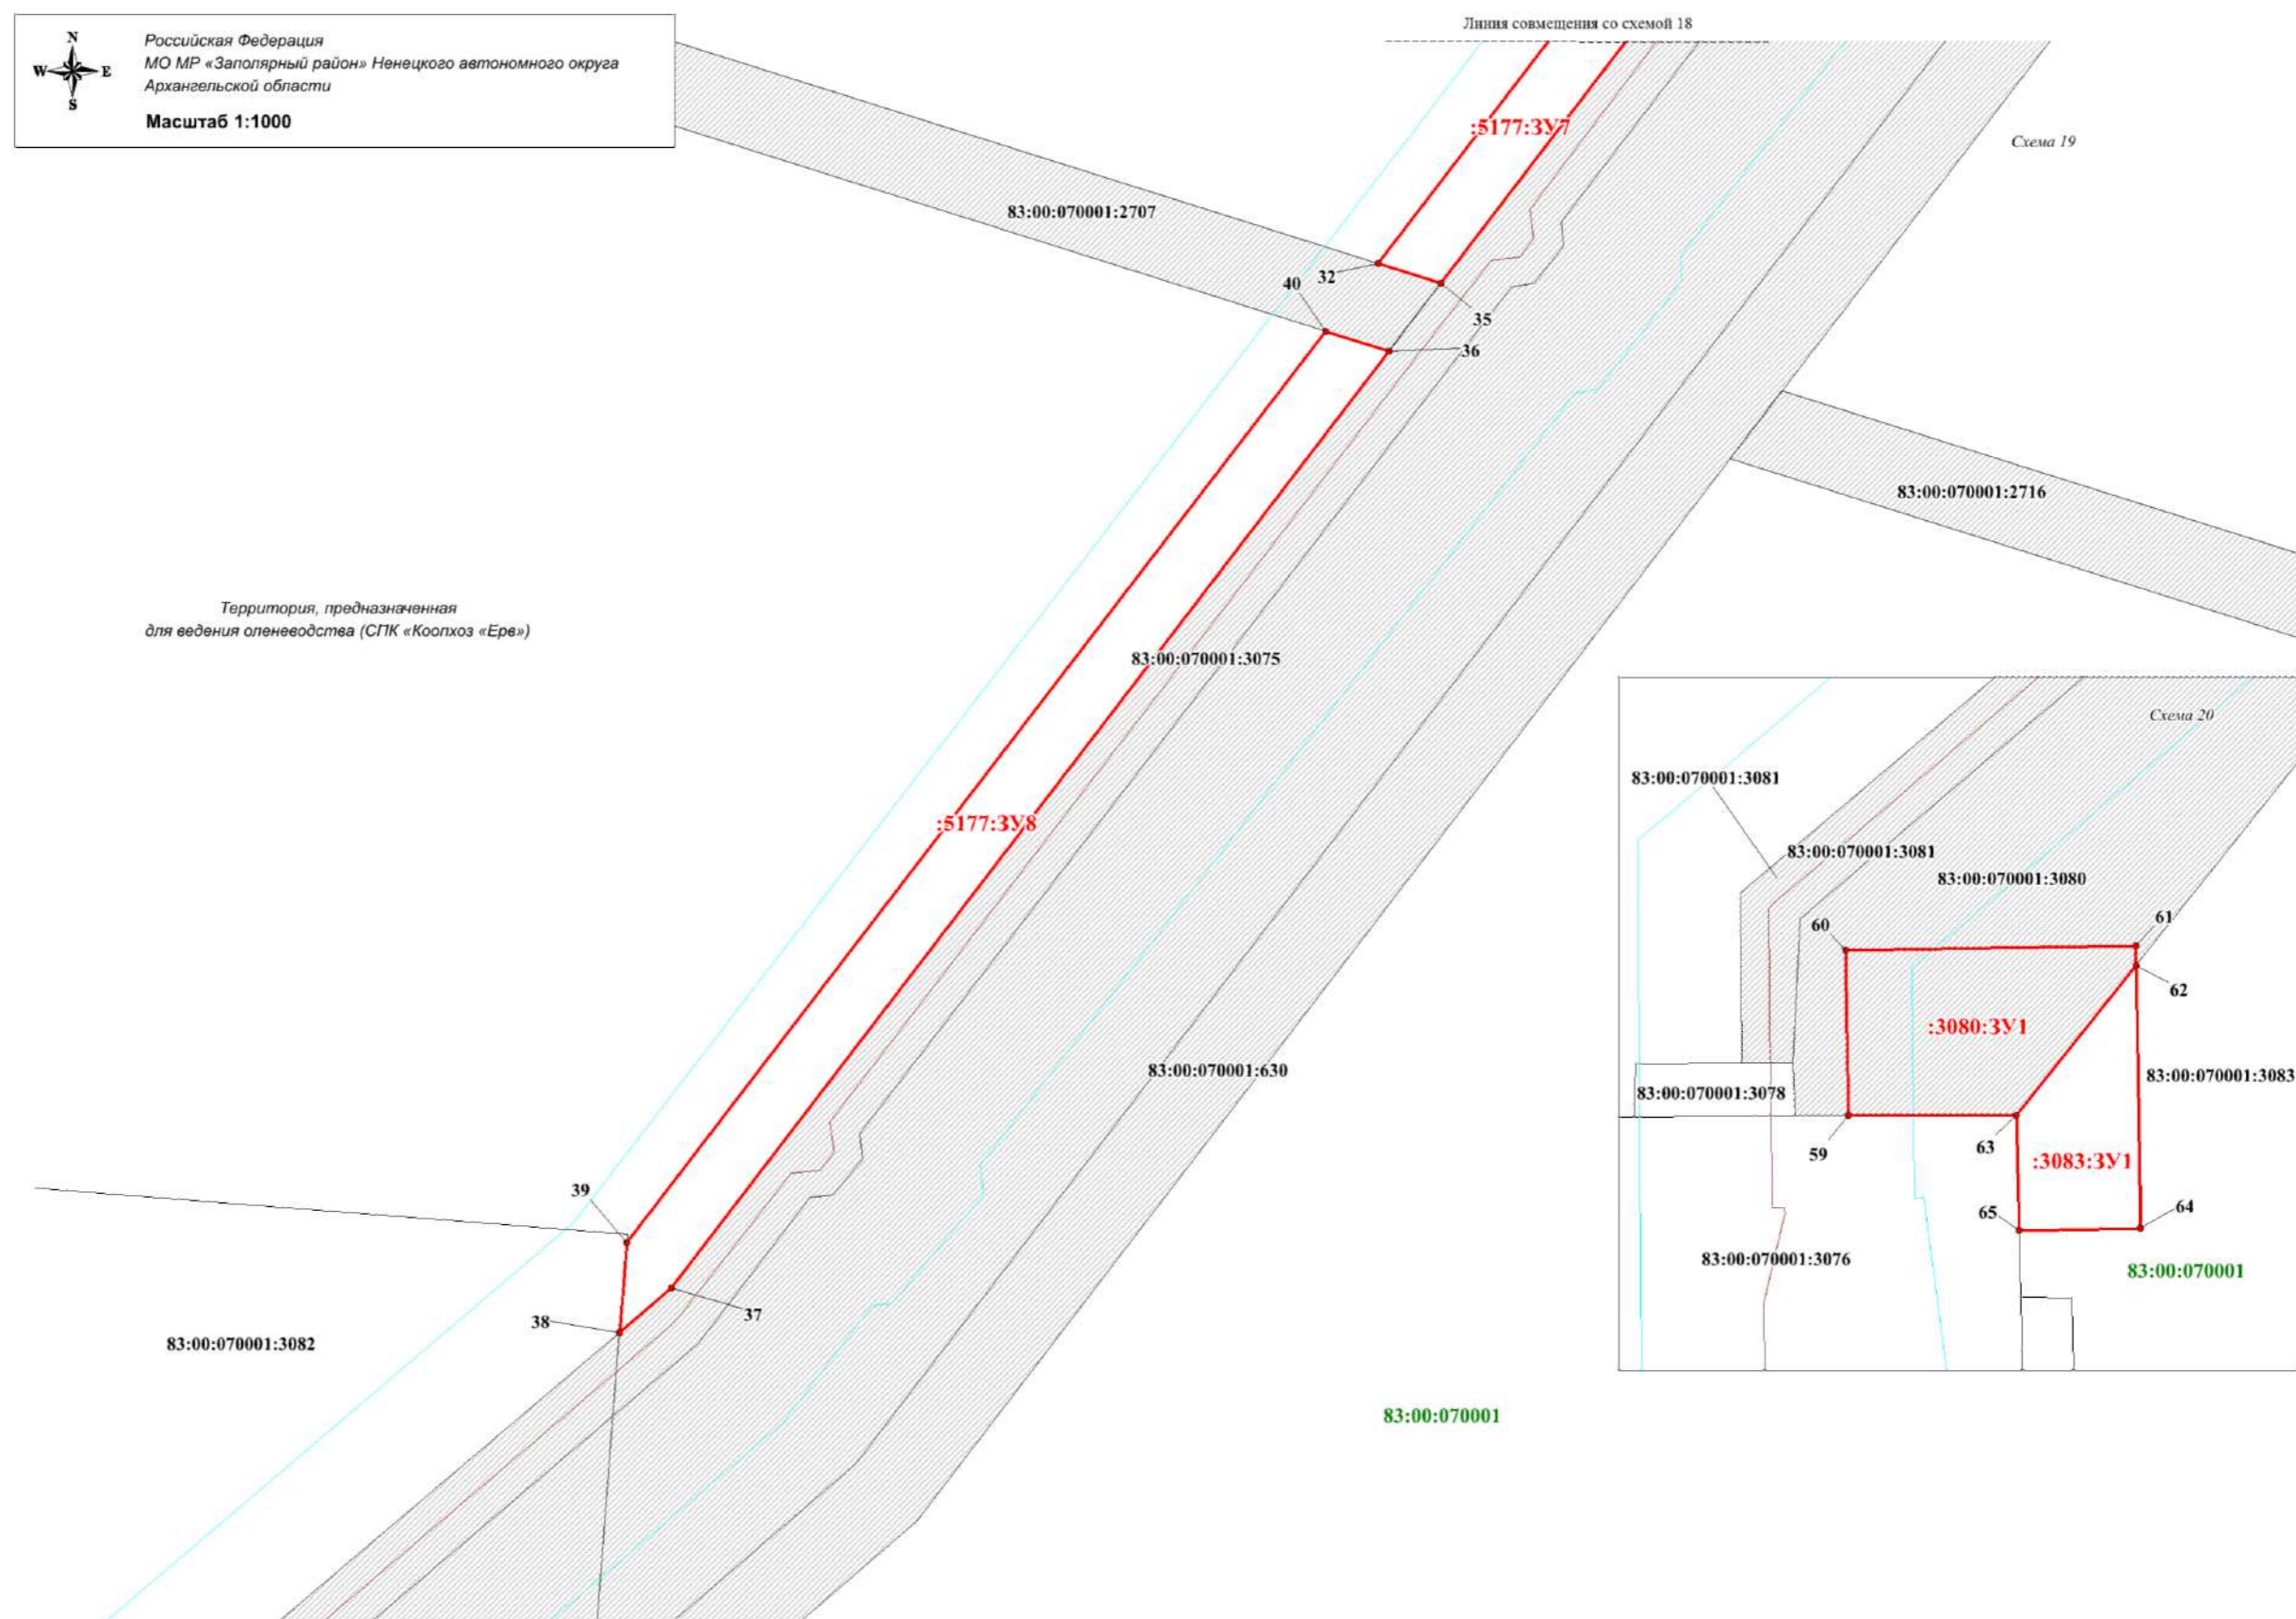 Линия совмещения со схемой 18
N
W
E
S
Российская Федерация
МО МР «Заполярный район» Ненецкого автономного округа
Архангельской области
Масштаб 1:1000
:5177:ЗУ7
Схема 19
83:00:070001:2707
40
32
35
36
83:00:070001:2716
Территория, предназначенная
для ведения оленеводства (СПК «Коопхоз «Ерв»)
83:00:070001:3075
:5177:ЗУ8
83:00:070001:630
39
38
37
83:00:070001:3082
83:00:070001
Схема 20
83:00:070001:3081
83:00:070001:3081
83:00:070001:3080
60
61
62
:3080:ЗУ1
83:00:070001:3083
83:00:070001:3078
59
63
:3083:ЗУ1
65
64
83:00:070001:3076
83:00:070001